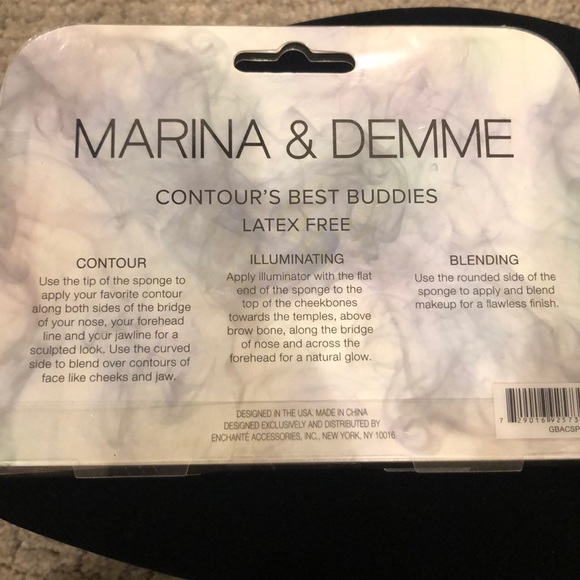 MARINA & DEMME
CONTOUR'S BEST BUDDIES
LATEX FREE
CONTOUR
Use the tip of the sponge to
apply your favorite contour
along both sides of the bridge
of your nose, your forehead
line and your jawline for a
sculpted look. Use the curved
side to blend over contours of
face like cheeks and jaw.
ILLUMINATING
Apply illuminator with the flat
end of the sponge to the
top of the cheekbones
towards the temples, above
brow bone, along the bridge
of nose and across the
forehead for a natural glow.
BLENDING
Use the rounded side of the
sponge to apply and blend
makeup for a flawless finish.
DESIGNED IN THE USA. MADE IN CHINA
DESIGNED EXCLUSIVELY AND DISTRIBUTED BY
ENCHANTÉ ACCESSORIES, INC., NEW YORK, NY 10016
7 29016 92573
GBACSP